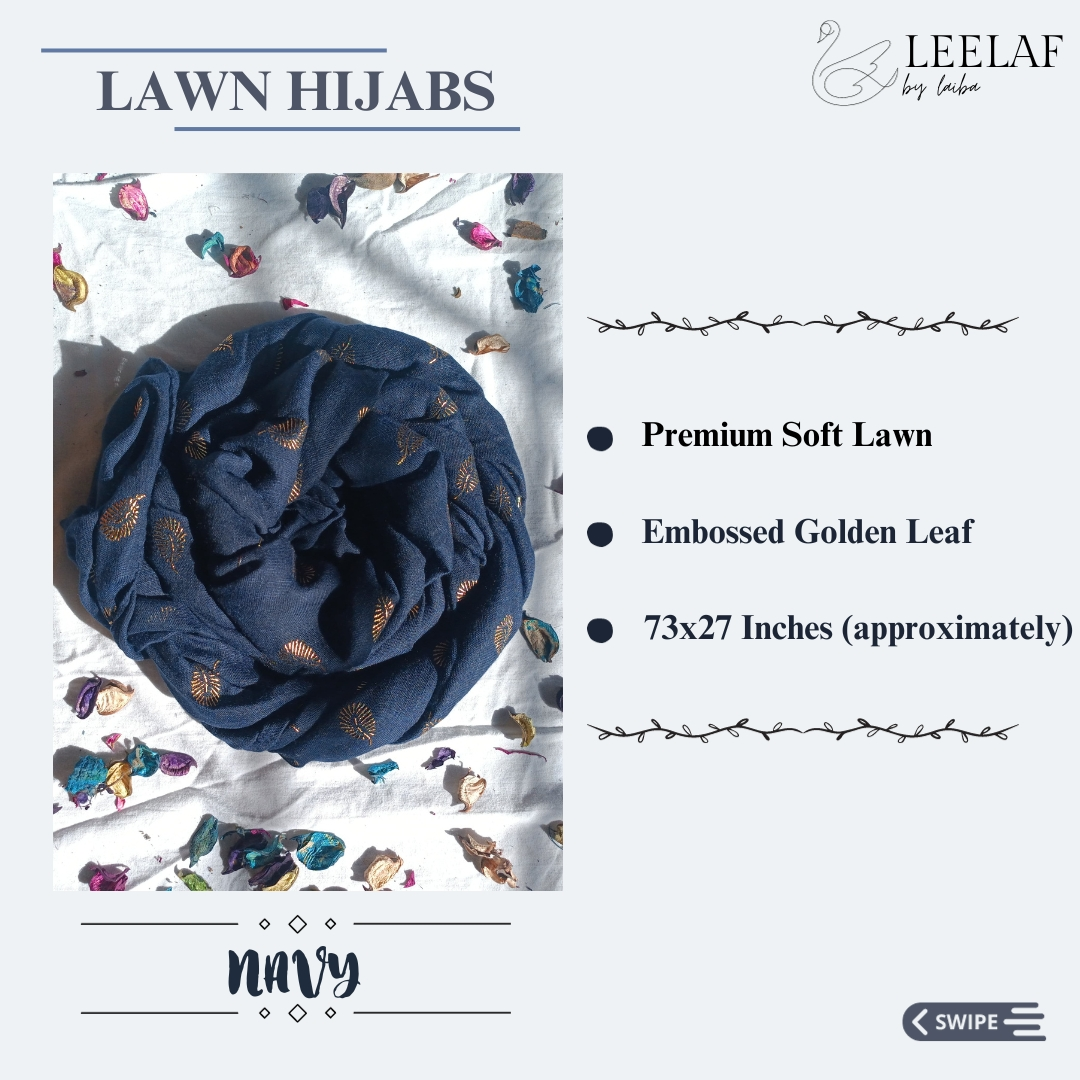 LAWN HIJABS
LEELAF
by laiba
Premium Soft Lawn
Embossed Golden Leaf
73x27 Inches (approximately)
NAVY
SWIPE